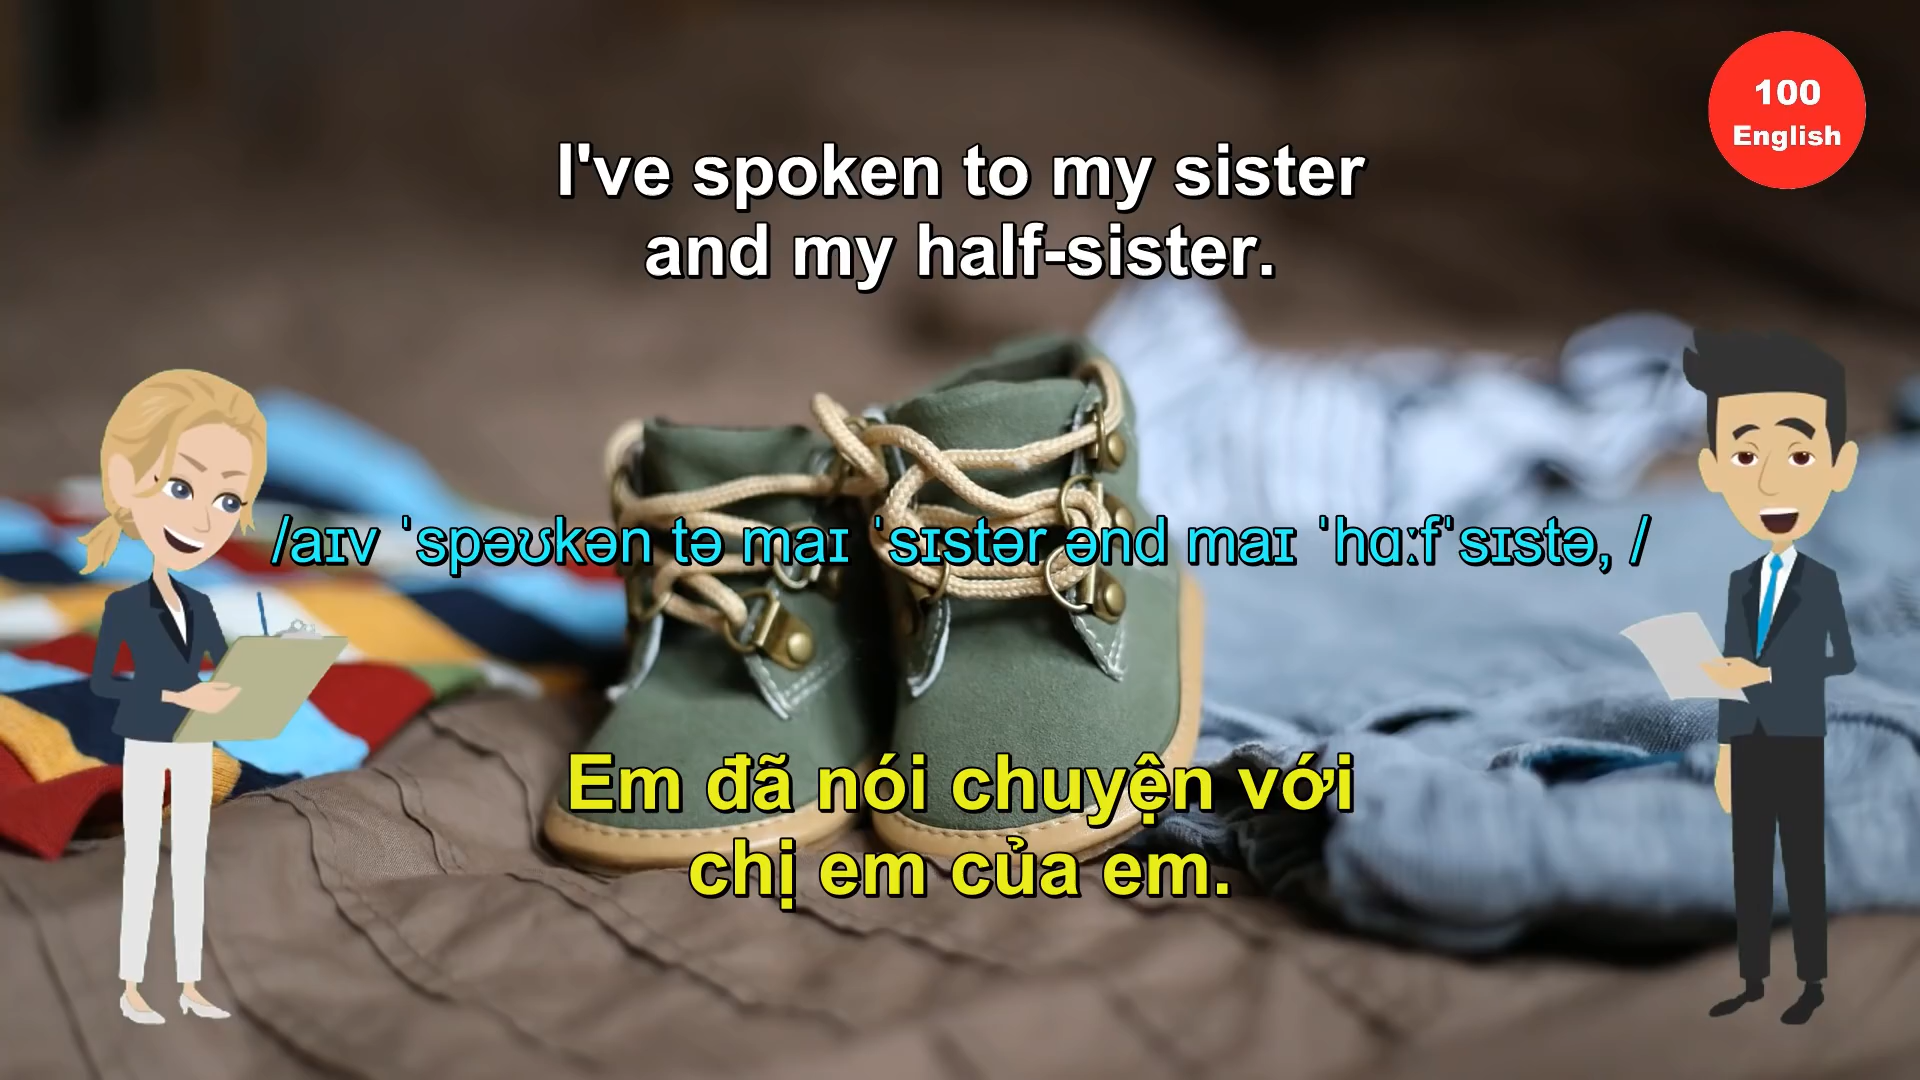 100
English
I've spoken to my sister
and my half-sister.
/aɪv ˈspəʊkən tə maɪ ˈsɪstər ənd maɪ ˈhɑːfˈsɪstə, /
Em đã nói chuyện với
chị em của em.